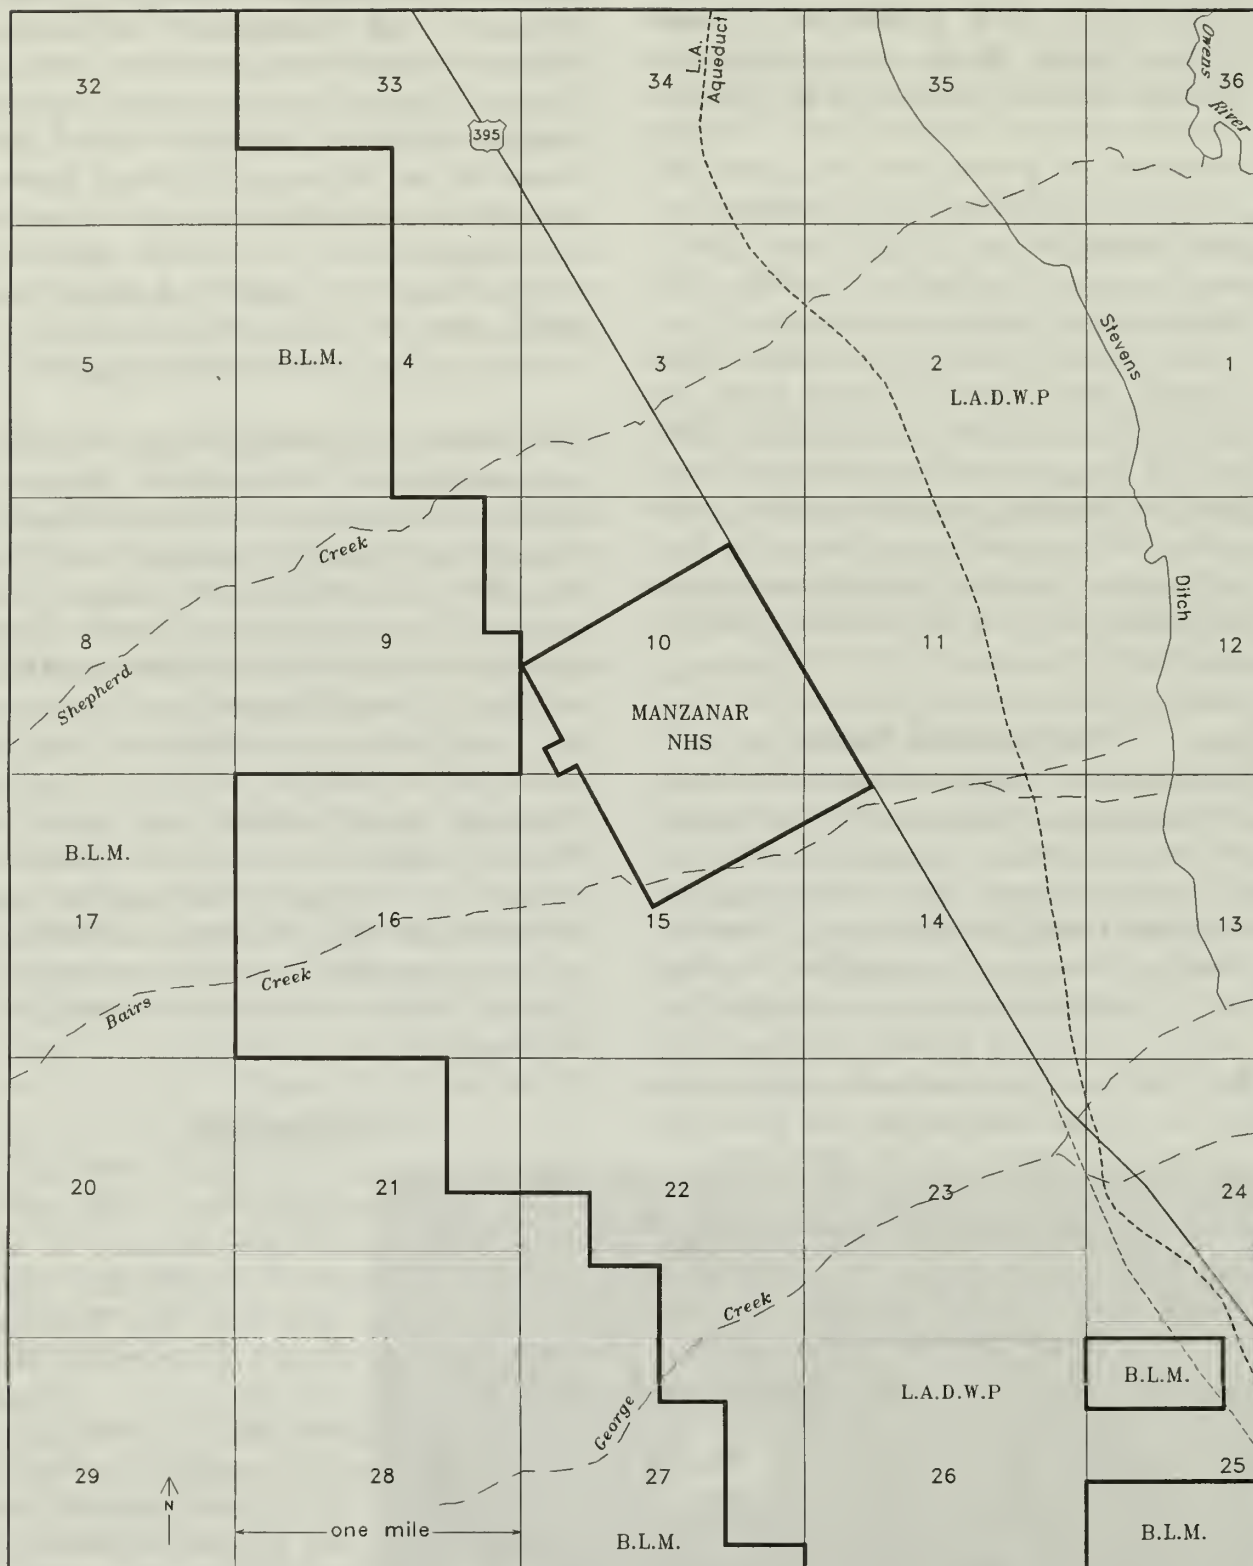 32
33
34
35
36
L.A.
Aqueduct
Owens
River
395
5
B.L.M.
4
3
2
1
L.A.D.W.P
Stevens
Ditch
Creek
Shepherd
8
9
10
11
12
MANZANAR
NHS
B.L.M.
17
16
15
14
13
Bairs
Creek
20
21
22
23
24
Creek
George
L.A.D.W.P
B.L.M.
29
28
27
26
25
N
one mile
B.L.M.
B.L.M.